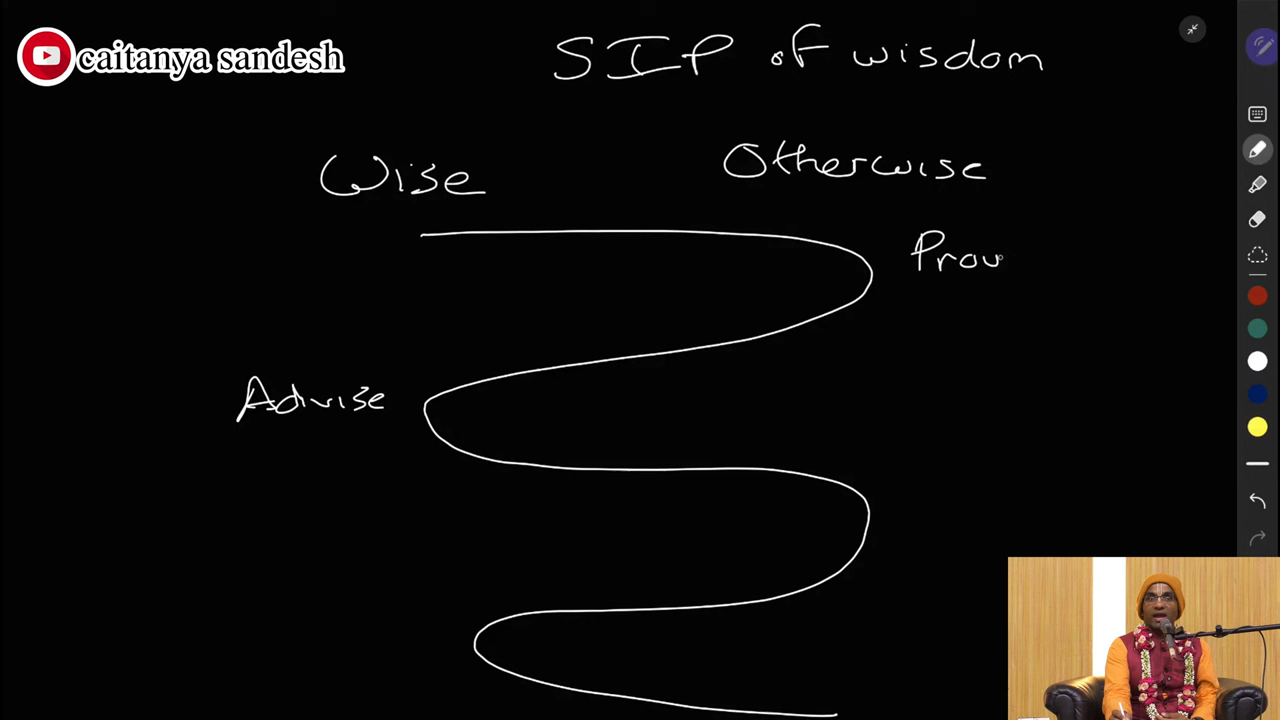 caitanya sandesh
SIP of wisdom
Wise
Otherwise
Prov
Advise